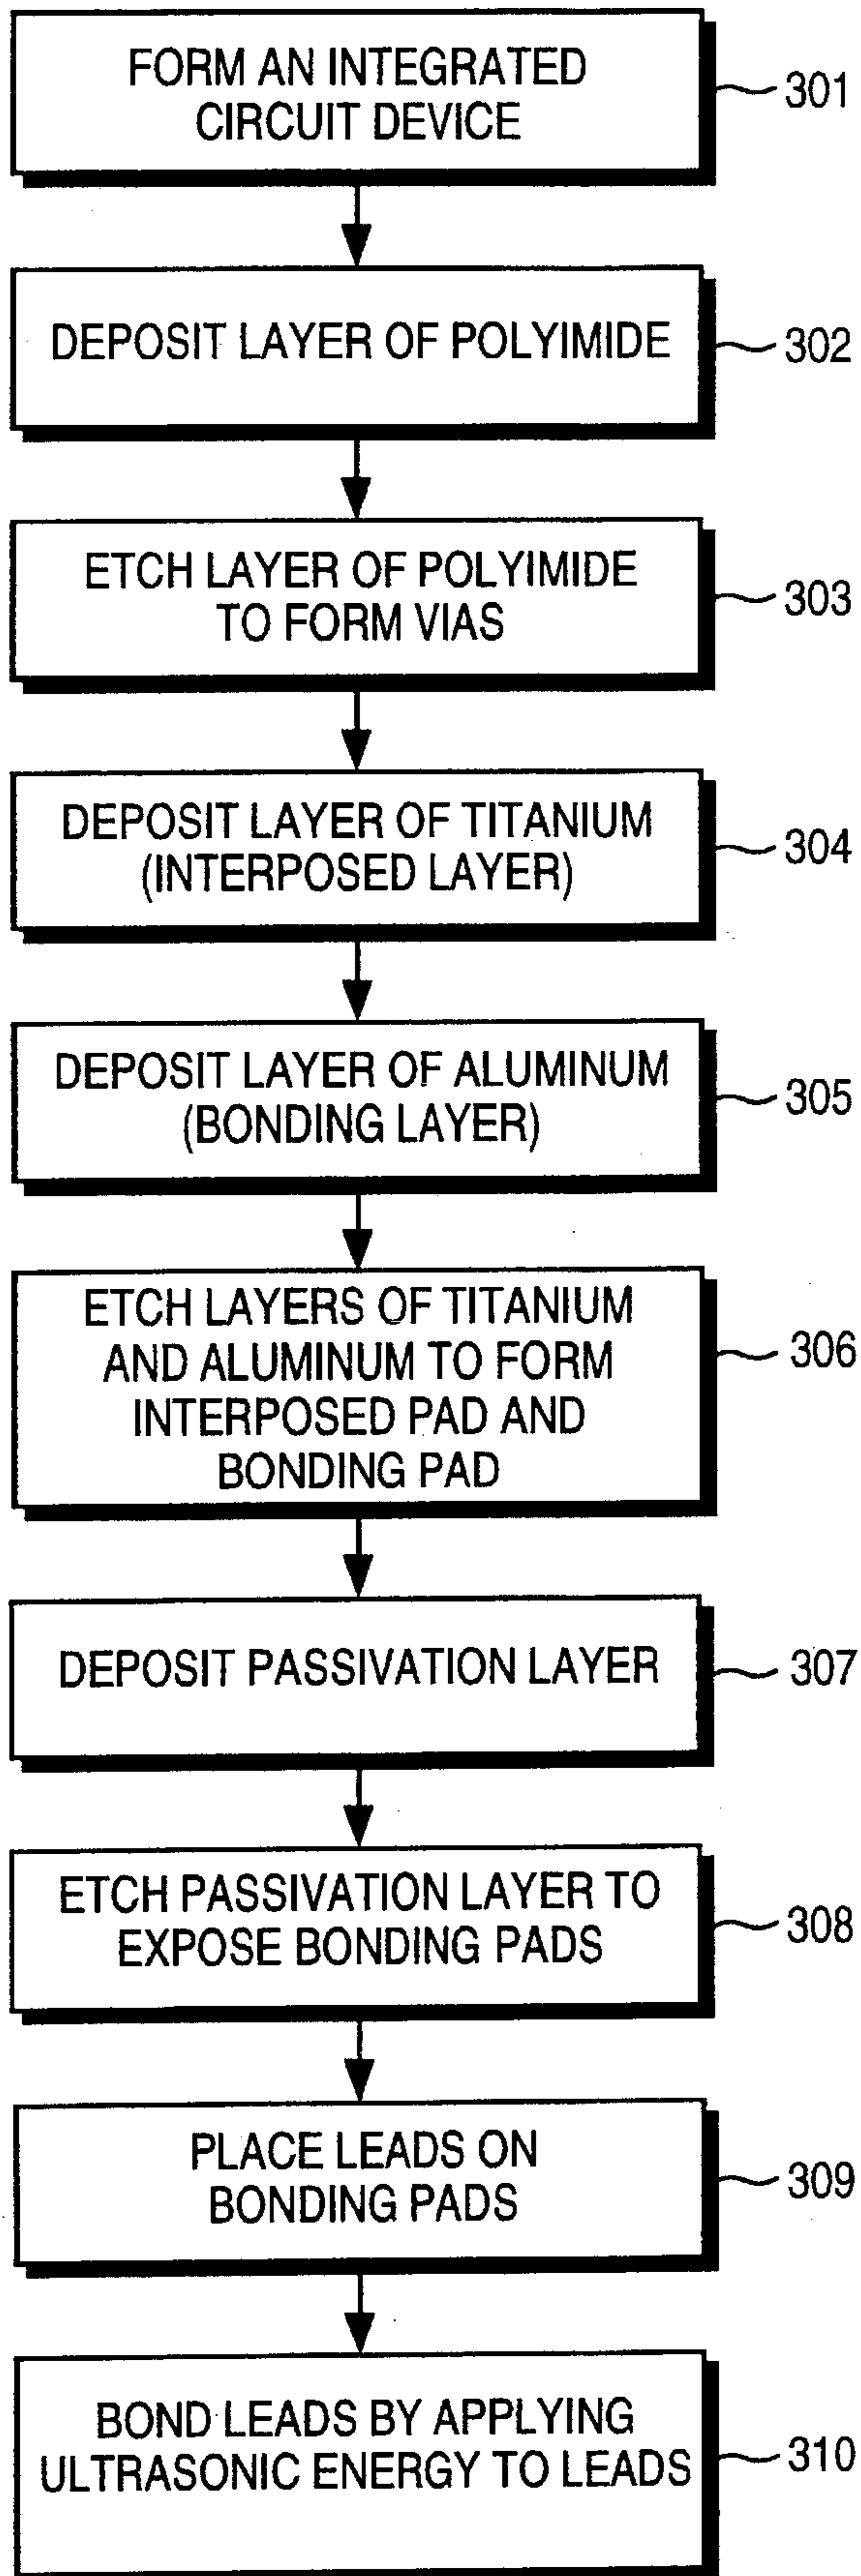 FORM AN INTEGRATED
CIRCUIT DEVICE
301
DEPOSIT LAYER OF POLYIMIDE
302
ETCH LAYER OF POLYIMIDE
TO FORM VIAS
303
DEPOSIT LAYER OF TITANIUM
(INTERPOSED LAYER)
304
DEPOSIT LAYER OF ALUMINUM
(BONDING LAYER)
305
ETCH LAYERS OF TITANIUM
AND ALUMINUM TO FORM
INTERPOSED PAD AND
BONDING PAD
306
DEPOSIT PASSIVATION LAYER
307
ETCH PASSIVATION LAYER TO
EXPOSE BONDING PADS
308
PLACE LEADS ON
BONDING PADS
309
BOND LEADS BY APPLYING
ULTRASONIC ENERGY TO LEADS
310